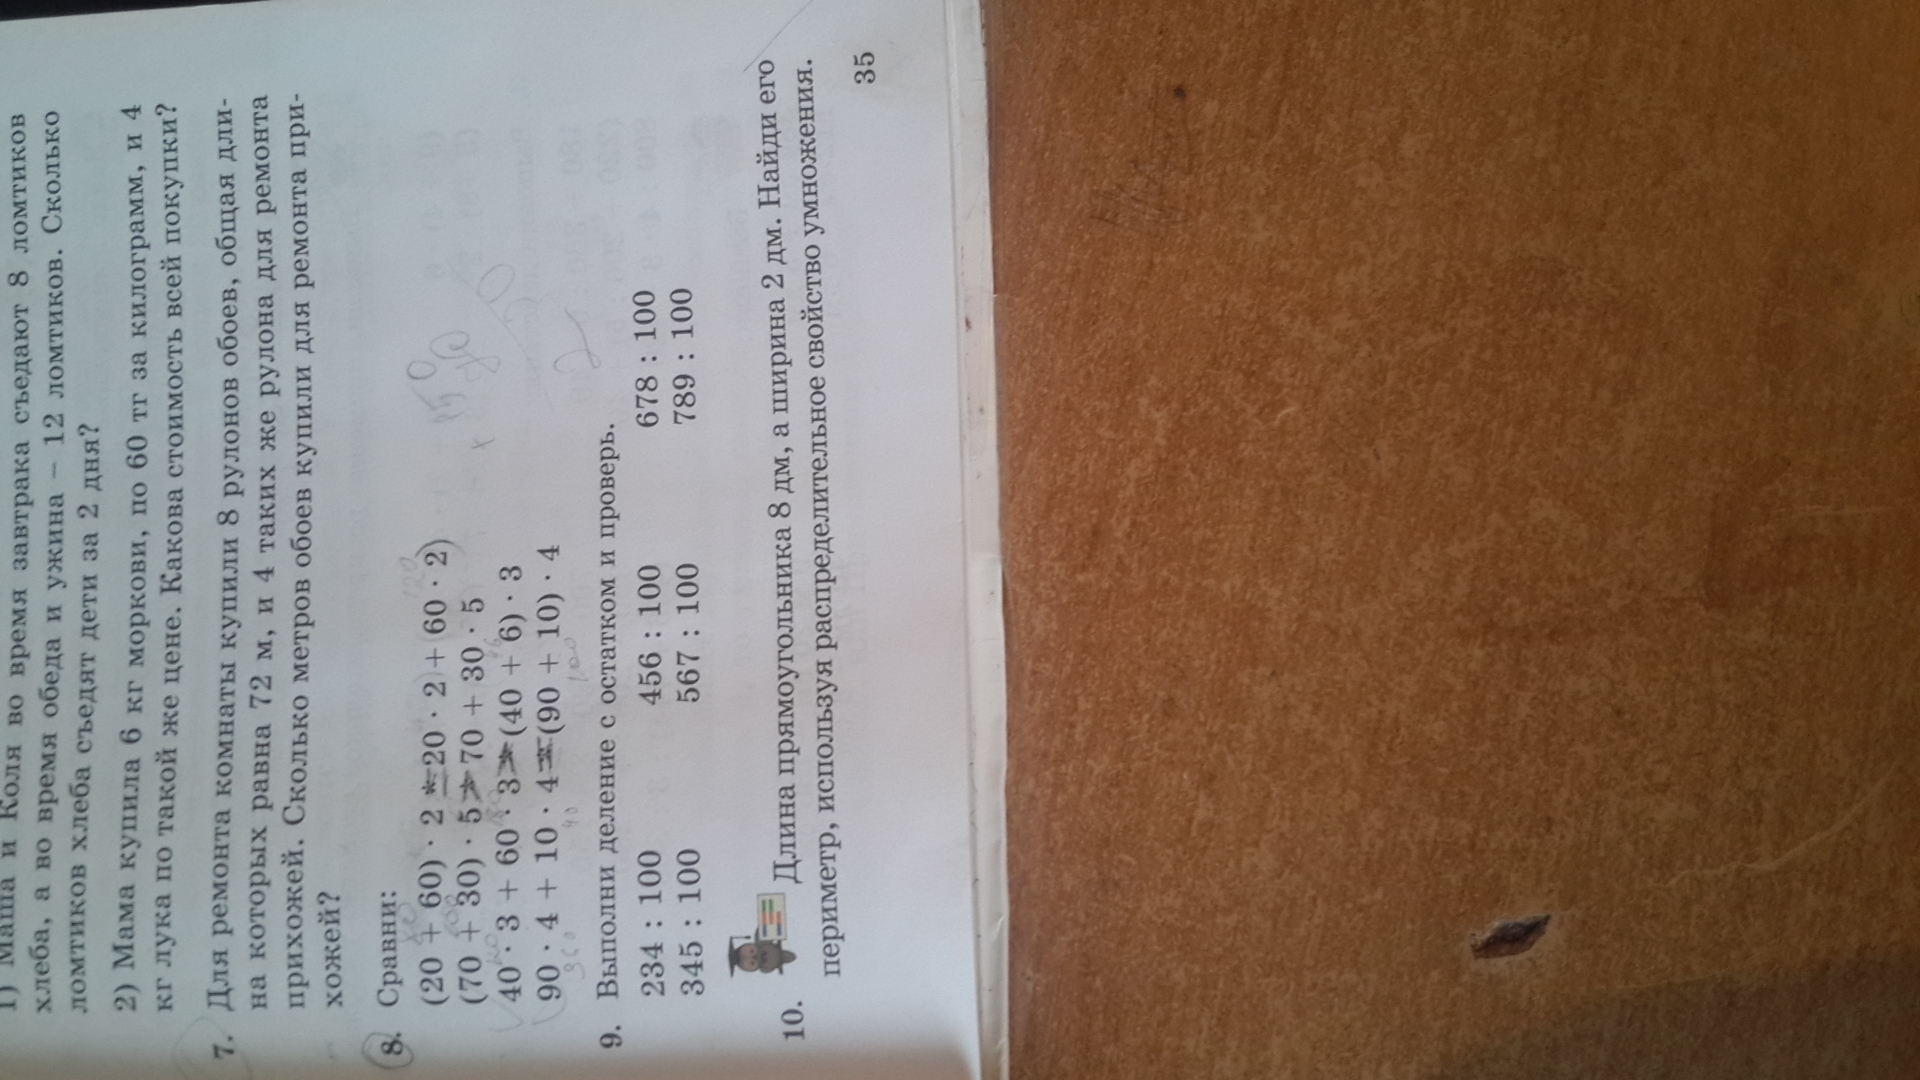 1) Маша и Коля во время завтрака съедают 8 ломтиков
хлеба, а во время обеда и ужина – 12 ломтиков. Сколько
ломтиков хлеба съедят дети за 2 дня?
2) Мама купила 6 кг моркови, по 60 тг за килограмм, и 4
кг лука по такой же цене. Какова стоимость всей покупки?
7. Для ремонта комнаты купили 8 рулонов обоев, общая дли-
на которых равна 72 м, и 4 таких же рулона для ремонта
прихожей. Сколько метров обоев купили для ремонта при-
хожей?
8. Сравни:
(20 + 60) · 2 = 20 · 2 + 60 · 2
(70 + 30) · 5 > 70 + 30 · 5
40 · 3 + 60 · 3 > (40 + 6) · 3
90 · 4 + 10 · 4 = (90 + 10) · 4
9. Выполни деление с остатком и проверь.
234 : 100 456 : 100 678 : 100
345 : 100 567 : 100 789 : 100
10. Длина прямоугольника 8 дм, а ширина 2 дм. Найди его
периметр, используя распределительное свойство умножения.
35